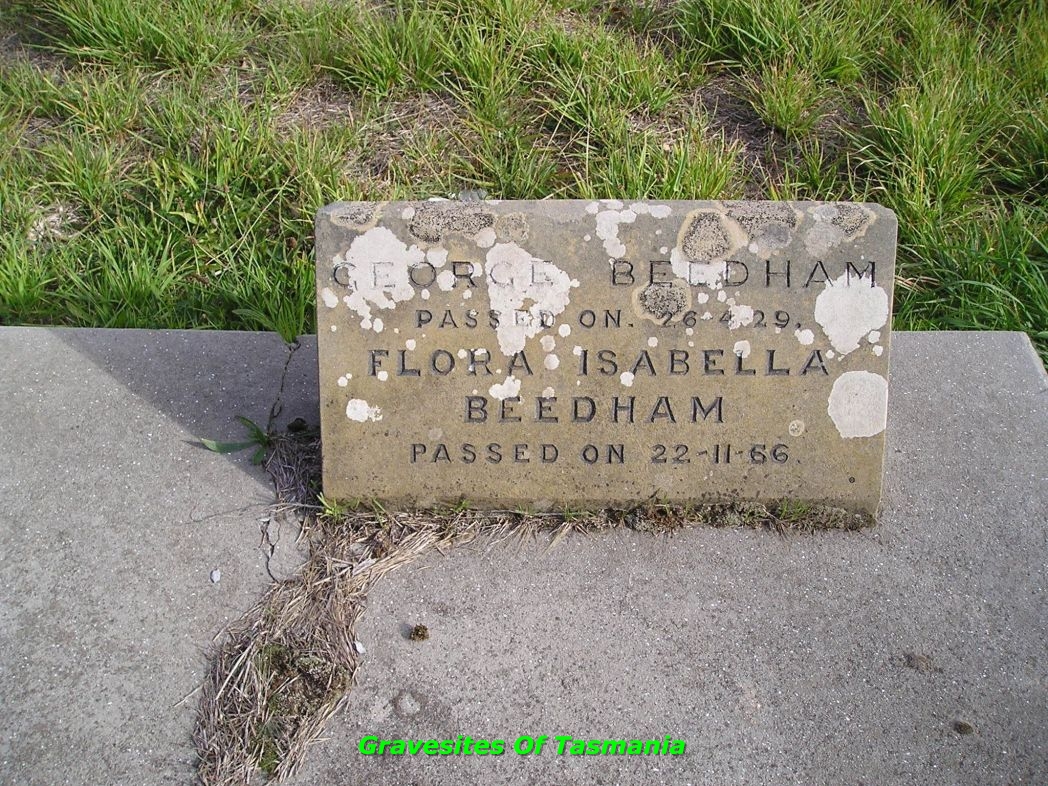 GEORGE BEEDHAM
PASSED ON. 26-4-29.
FLORA ISABELLA
BEEDHAM
PASSED ON 22-11-66.
Gravesites Of Tasmania